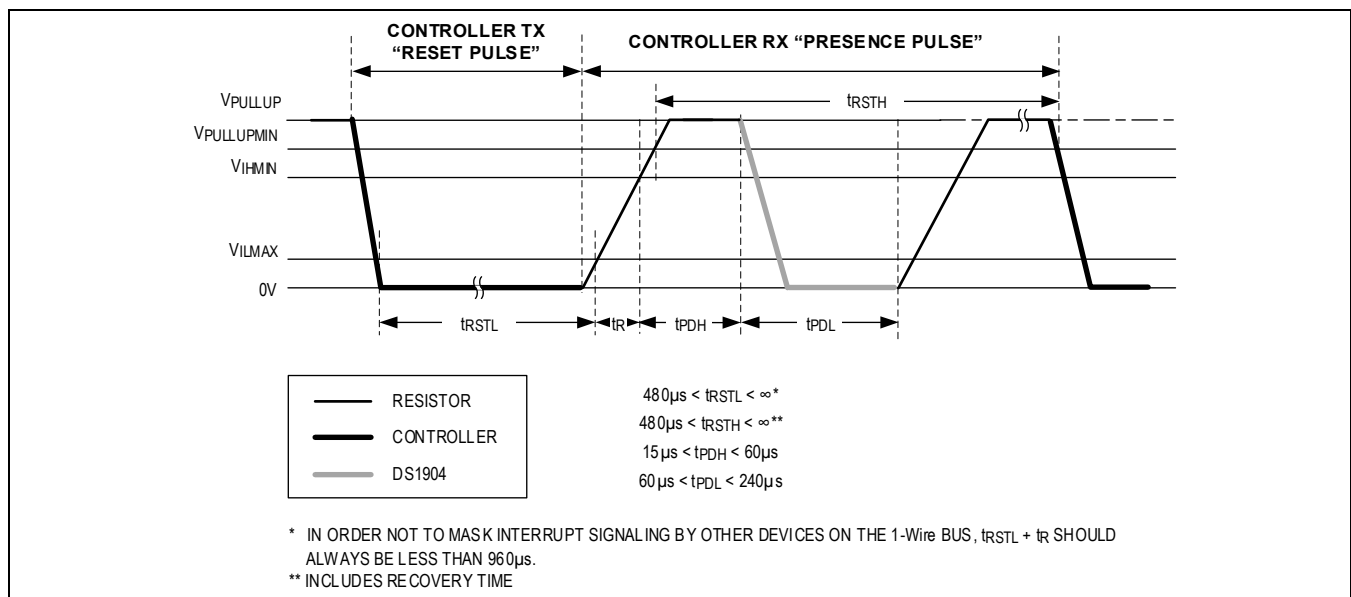 CONTROLLER TX
"RESET PULSE"
CONTROLLER RX "PRESENCE PULSE"
VPULLUP
tRSTH
VPULLUPMIN
VIHMIN
VILMAX
0V
tRSTL
tR
tPDH
tPDL
RESISTOR
CONTROLLER
DS1904
480µs < tRSTL < ∞*
480µs < tRSTH < ∞**
15µs < tPDH < 60µs
60µs < tPDL < 240µs
* IN ORDER NOT TO MASK INTERRUPT SIGNALING BY OTHER DEVICES ON THE 1-Wire BUS, tRSTL + tR SHOULD
ALWAYS BE LESS THAN 960µs.
** INCLUDES RECOVERY TIME